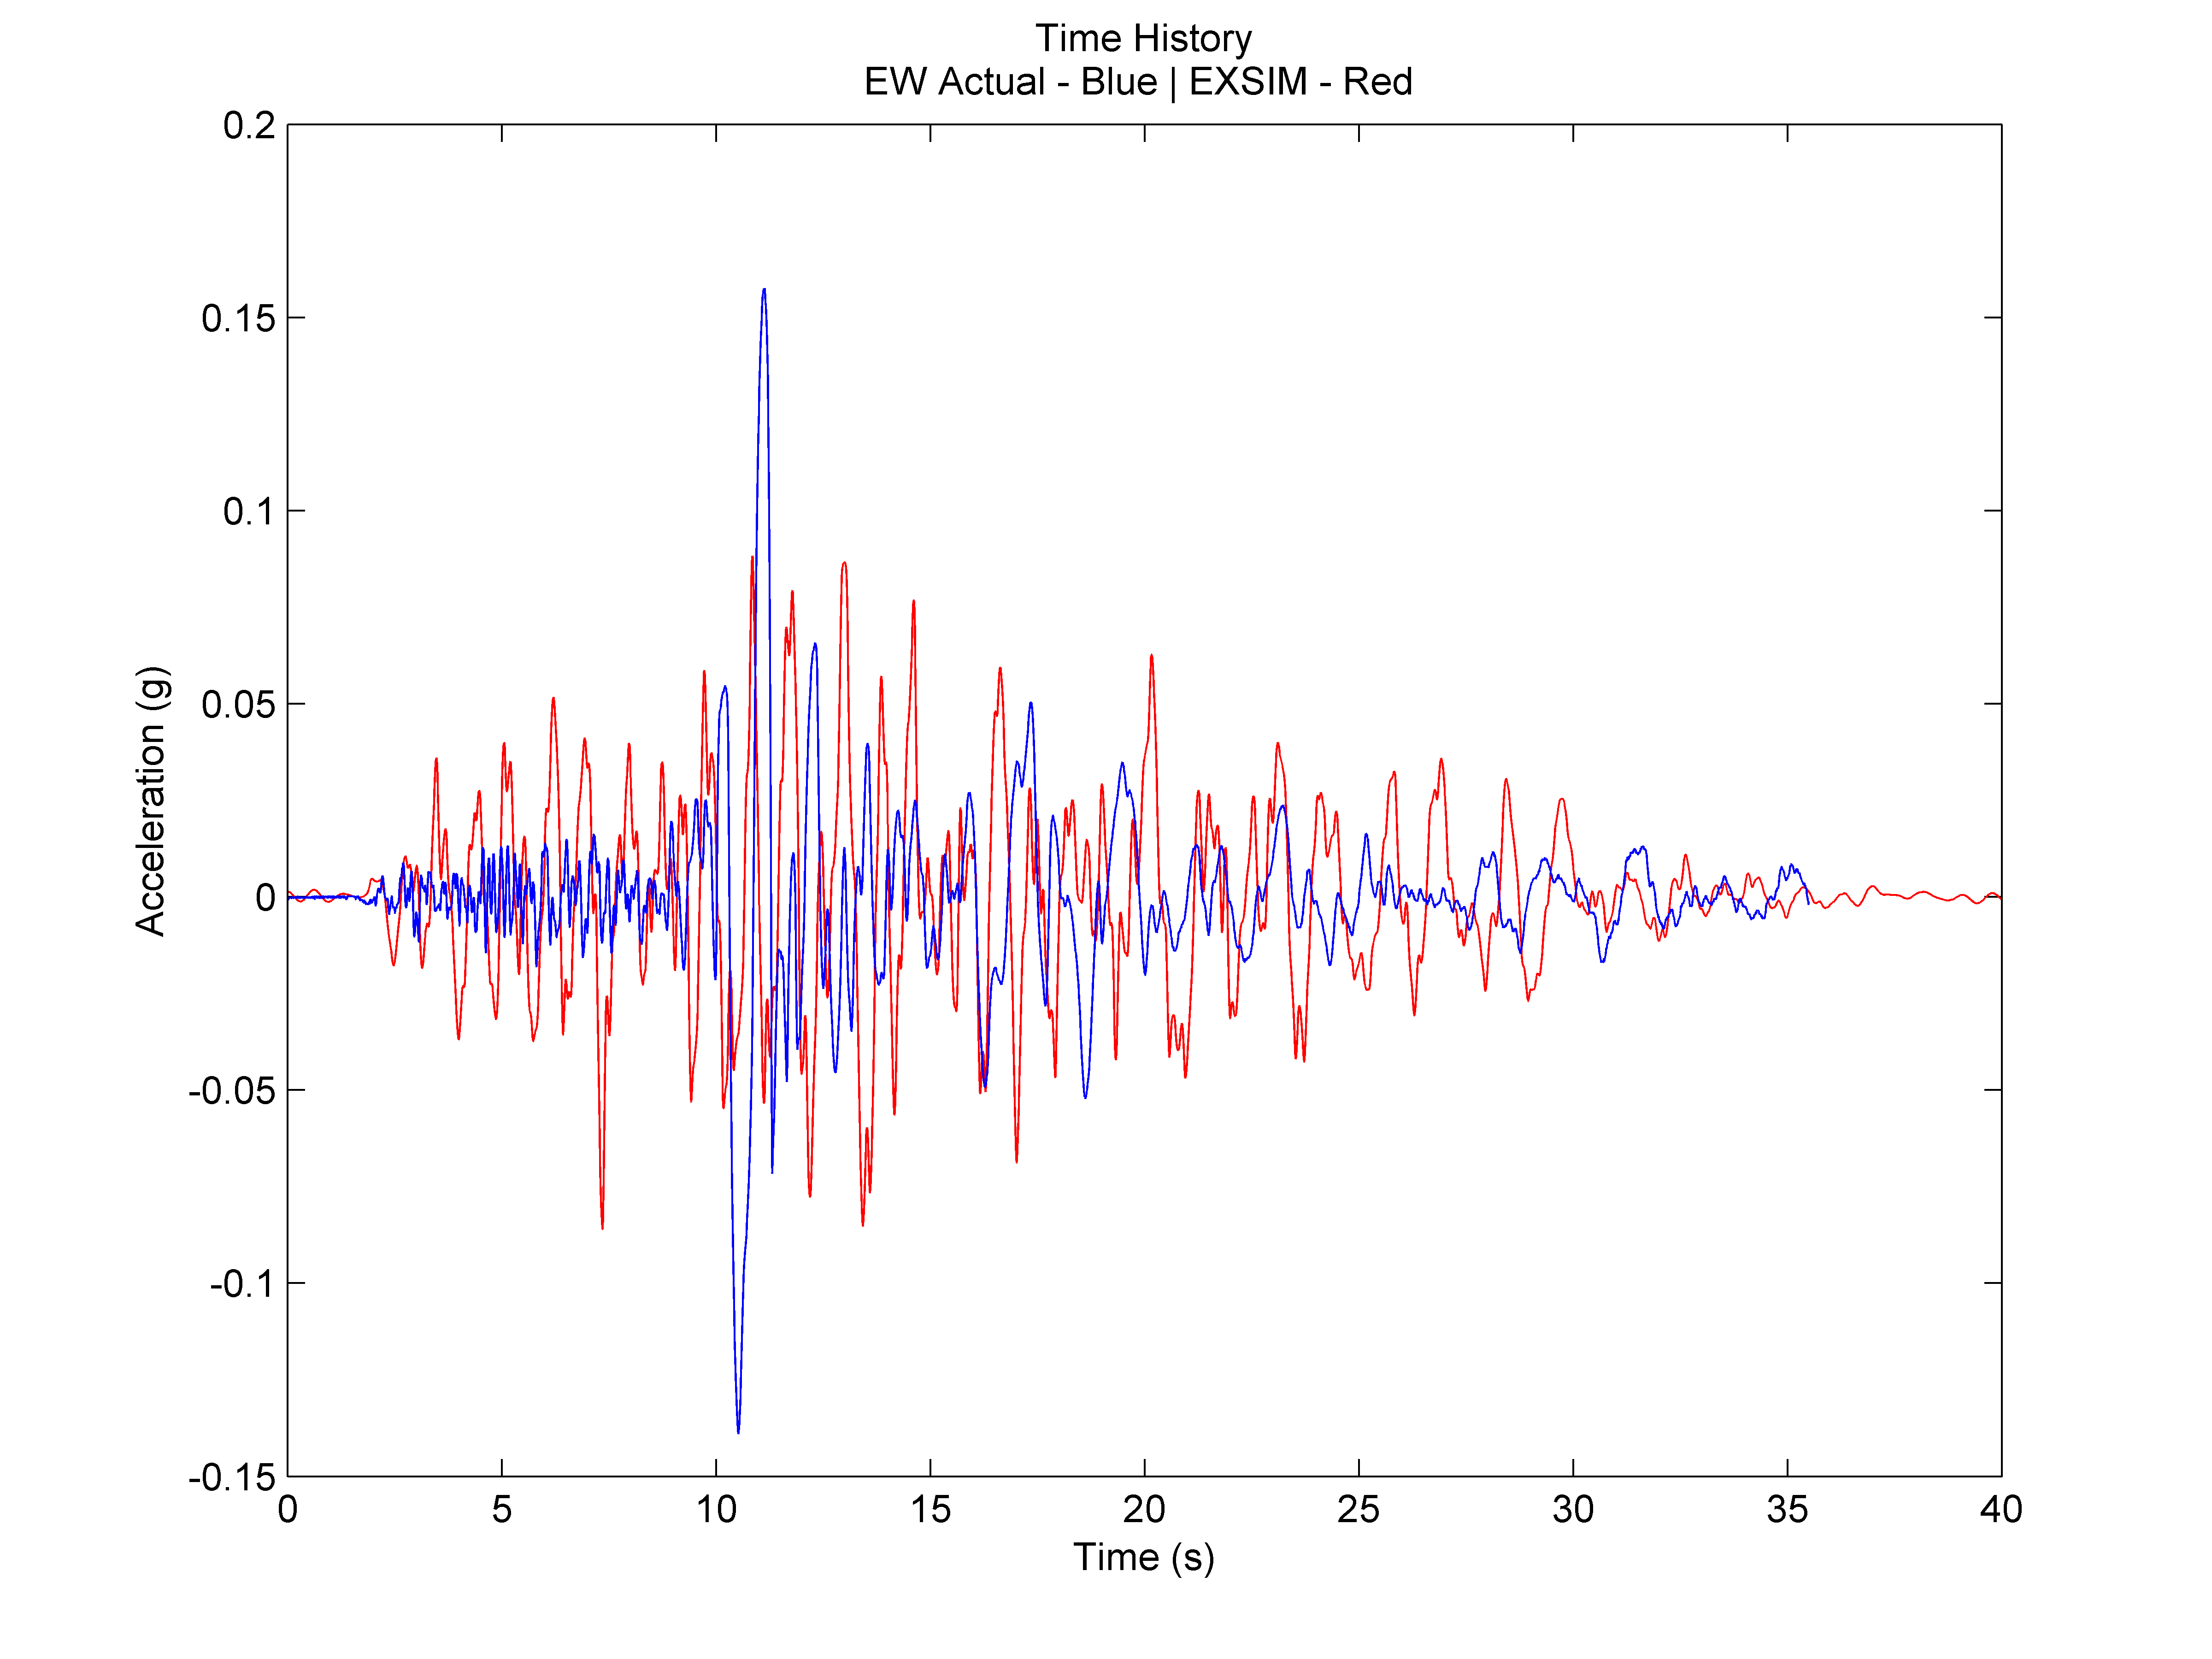 Time History
EW Actual - Blue | EXSIM - Red
0.2
0.15
0.1
0.05
0
-0.05
-0.1
-0.15
Acceleration (g)
0 5 10 15 20 25 30 35 40
Time (s)